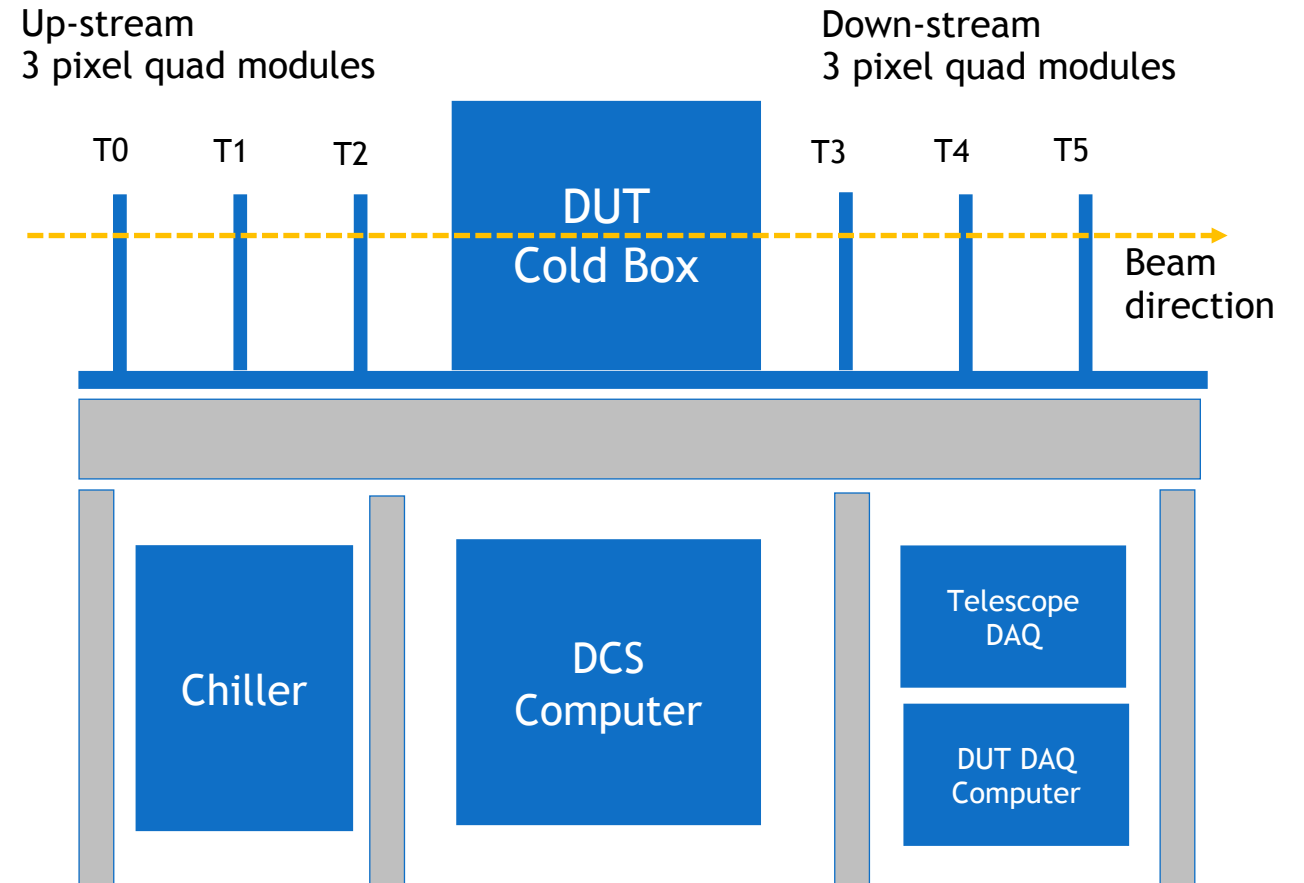 Up-stream
3 pixel quad modules
Down-stream
3 pixel quad modules
T0
T1
T2
T3
T4
T5
DUT
Cold Box
Beam
direction
Chiller
DCS
Computer
Telescope
DAQ
DUT DAQ
Computer